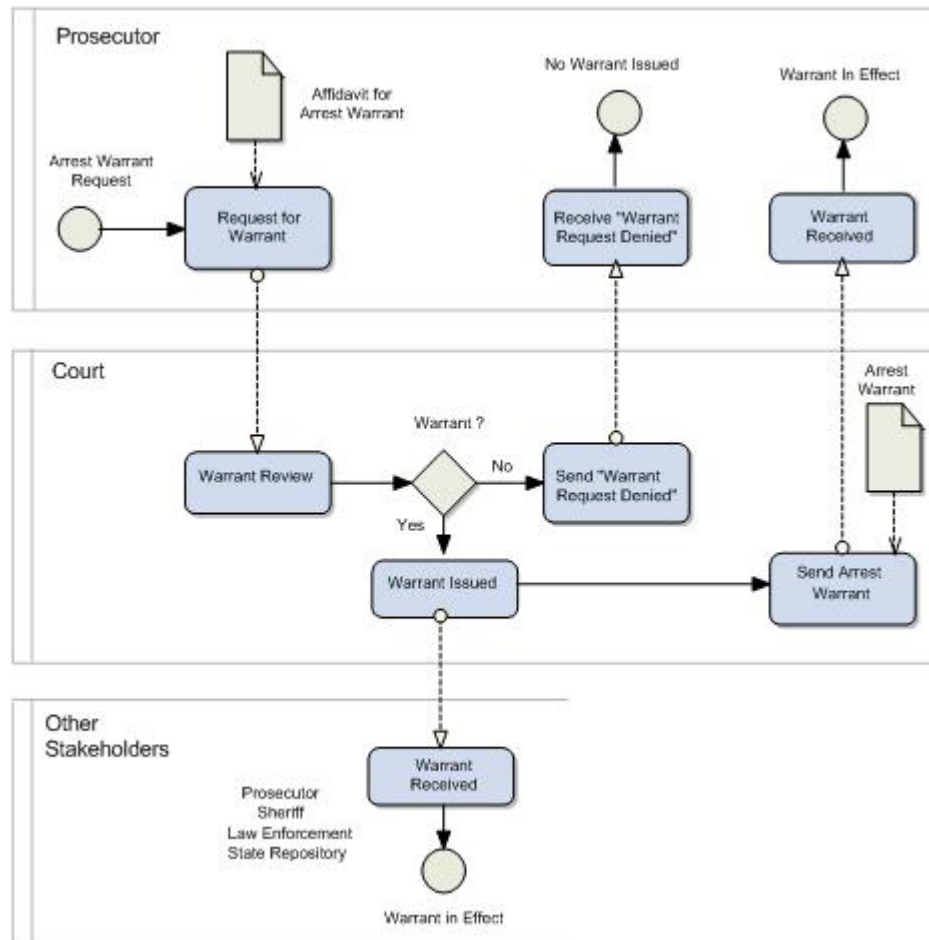 Prosecutor
Affidavit for
Arrest Warrant
No Warrant Issued
Warrant In Effect
Arrest Warrant
Request
Request for
Warrant
Receive "Warrant
Request Denied"
Warrant
Received
Court
Arrest
Warrant
Warrant ?
Warrant Review
No
Send "Warrant
Request Denied"
Yes
Warrant Issued
Send Arrest
Warrant
Other
Stakeholders
Warrant
Received
Prosecutor
Sheriff
Law Enforcement
State Repository
Warrant in Effect